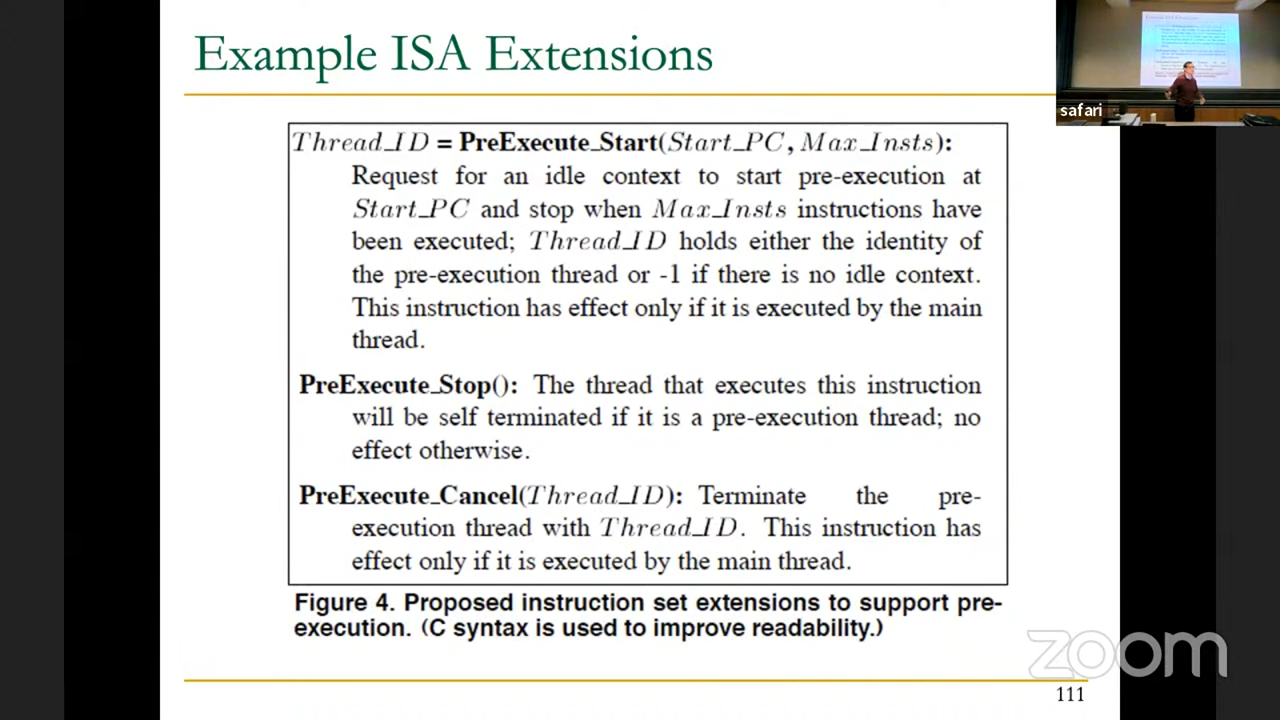 Example ISA Extensions
safari
Thread_ID = PreExecute_Start(Start_PC, Max_Insts):
Request for an idle context to start pre-execution at
Start_PC and stop when Max_Insts instructions have
been executed; Thread_ID holds either the identity of
the pre-execution thread or -1 if there is no idle context.
This instruction has effect only if it is executed by the main
thread.
PreExecute_Stop(): The thread that executes this instruction
will be self terminated if it is a pre-execution thread; no
effect otherwise.
PreExecute_Cancel(Thread_ID): Terminate the pre-
execution thread with Thread_ID. This instruction has
effect only if it is executed by the main thread.
Figure 4. Proposed instruction set extensions to support pre-
execution. (C syntax is used to improve readability.)
zoom
111